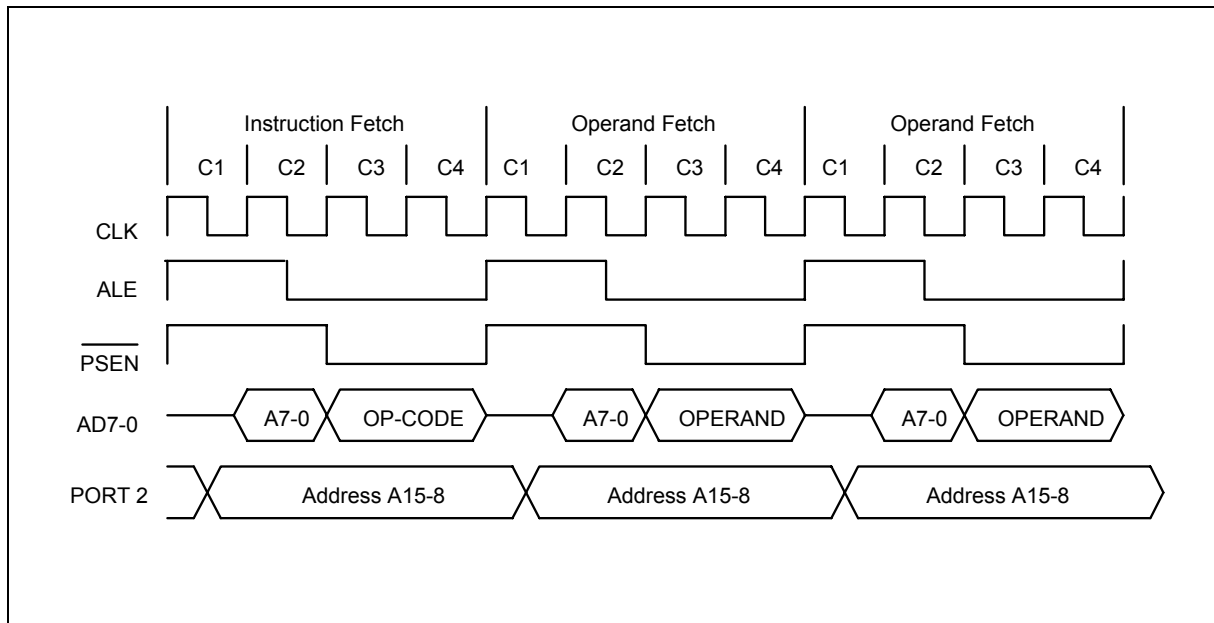 Instruction Fetch Operand Fetch Operand Fetch
C1 C2 C3 C4 C1 C2 C3 C4 C1 C2 C3 C4
CLK
ALE
PSEN
AD7-0 A7-0 OP-CODE A7-0 OPERAND A7-0 OPERAND
PORT 2 Address A15-8 Address A15-8 Address A15-8